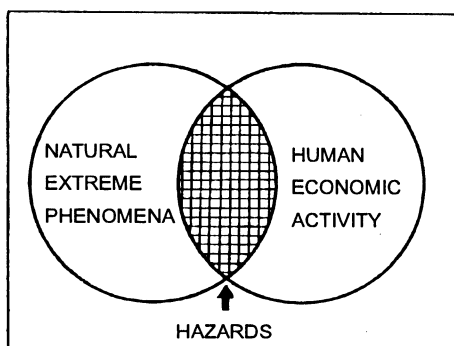 NATURAL
EXTREME
PHENOMENA
HUMAN
ECONOMIC
ACTIVITY
HAZARDS